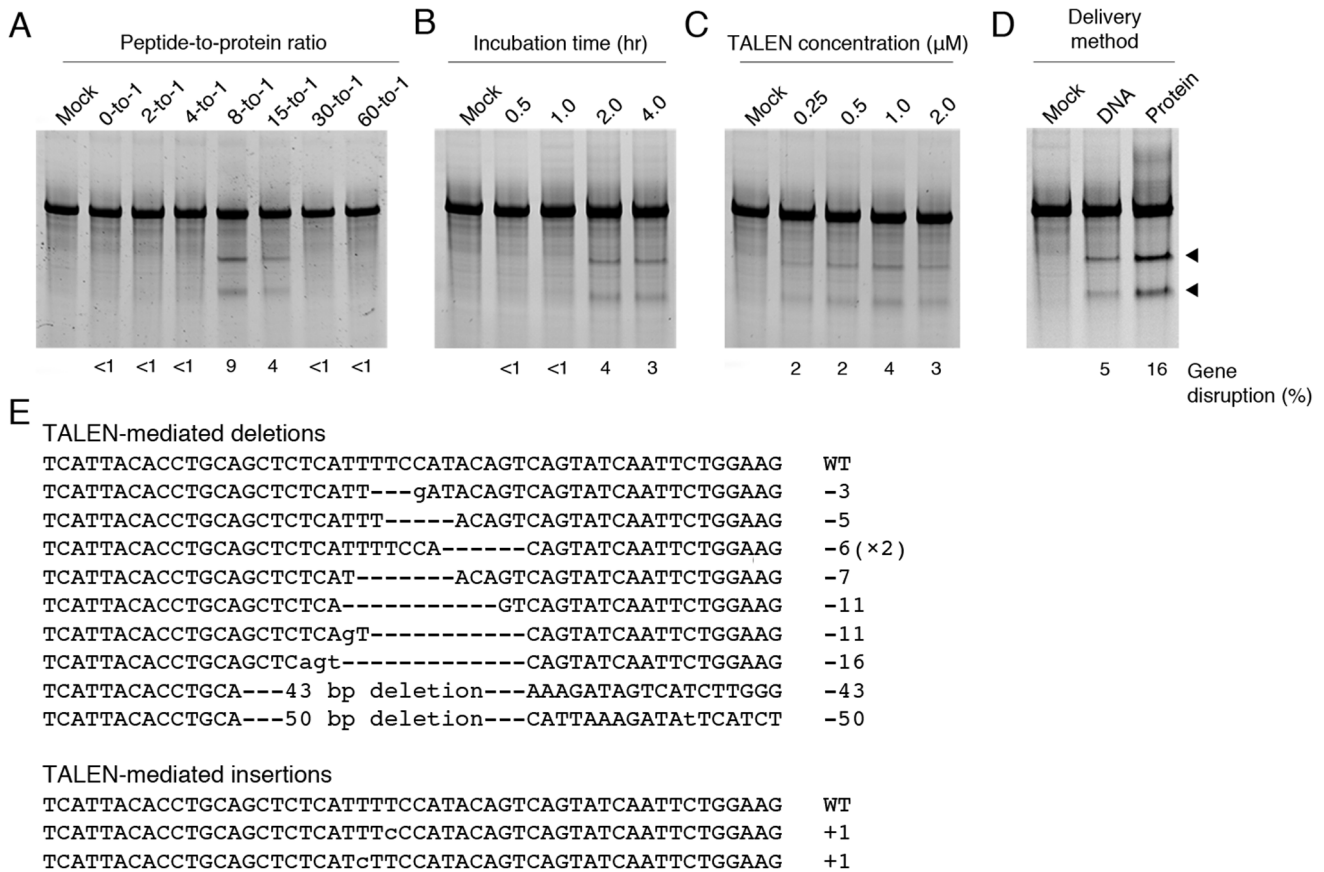 A
Peptide-to-protein ratio
Mock 0-to-1 2-to-1 4-to-1 8-to-1 15-to-1 30-to-1 60-to-1
<1 <1 <1 9 4 <1 <1
B
Incubation time (hr)
Mock 0.5 1.0 2.0 4.0
<1 <1 4 3
C
TALEN concentration (µM)
Mock 0.25 0.5 1.0 2.0
2 2 4 3
D
Delivery
method
Mock DNA Protein
5 16
Gene
disruption (%)
E
TALEN-mediated deletions
TCATTACACCTGCAGCTCTCATTTTCCATACAGTCAGTATCAATTCTGGAAG WT
TCATTACACCTGCAGCTCTCATT---gATACAGTCAGTATCAATTCTGGAAG -3
TCATTACACCTGCAGCTCTCATTT-----ACAGTCAGTATCAATTCTGGAAG -5
TCATTACACCTGCAGCTCTCATTTTCCA------CAGTATCAATTCTGGAAG -6(×2)
TCATTACACCTGCAGCTCTCAT-------ACAGTCAGTATCAATTCTGGAAG -7
TCATTACACCTGCAGCTCTCA-----------GTCAGTATCAATTCTGGAAG -11
TCATTACACCTGCAGCTCTCAgT-----------CAGTATCAATTCTGGAAG -11
TCATTACACCTGCAGCTCagt-------------CAGTATCAATTCTGGAAG -16
TCATTACACCTGCA---43 bp deletion---AAAGATAGTCATCTTGGG -43
TCATTACACCTGCA---50 bp deletion---CATTAAAGATAtTCATCT -50
TALEN-mediated insertions
TCATTACACCTGCAGCTCTCATTTTCCATACAGTCAGTATCAATTCTGGAAG WT
TCATTACACCTGCAGCTCTCATTTcCCATACAGTCAGTATCAATTCTGGAAG +1
TCATTACACCTGCAGCTCTCATcTTCCATACAGTCAGTATCAATTCTGGAAG +1